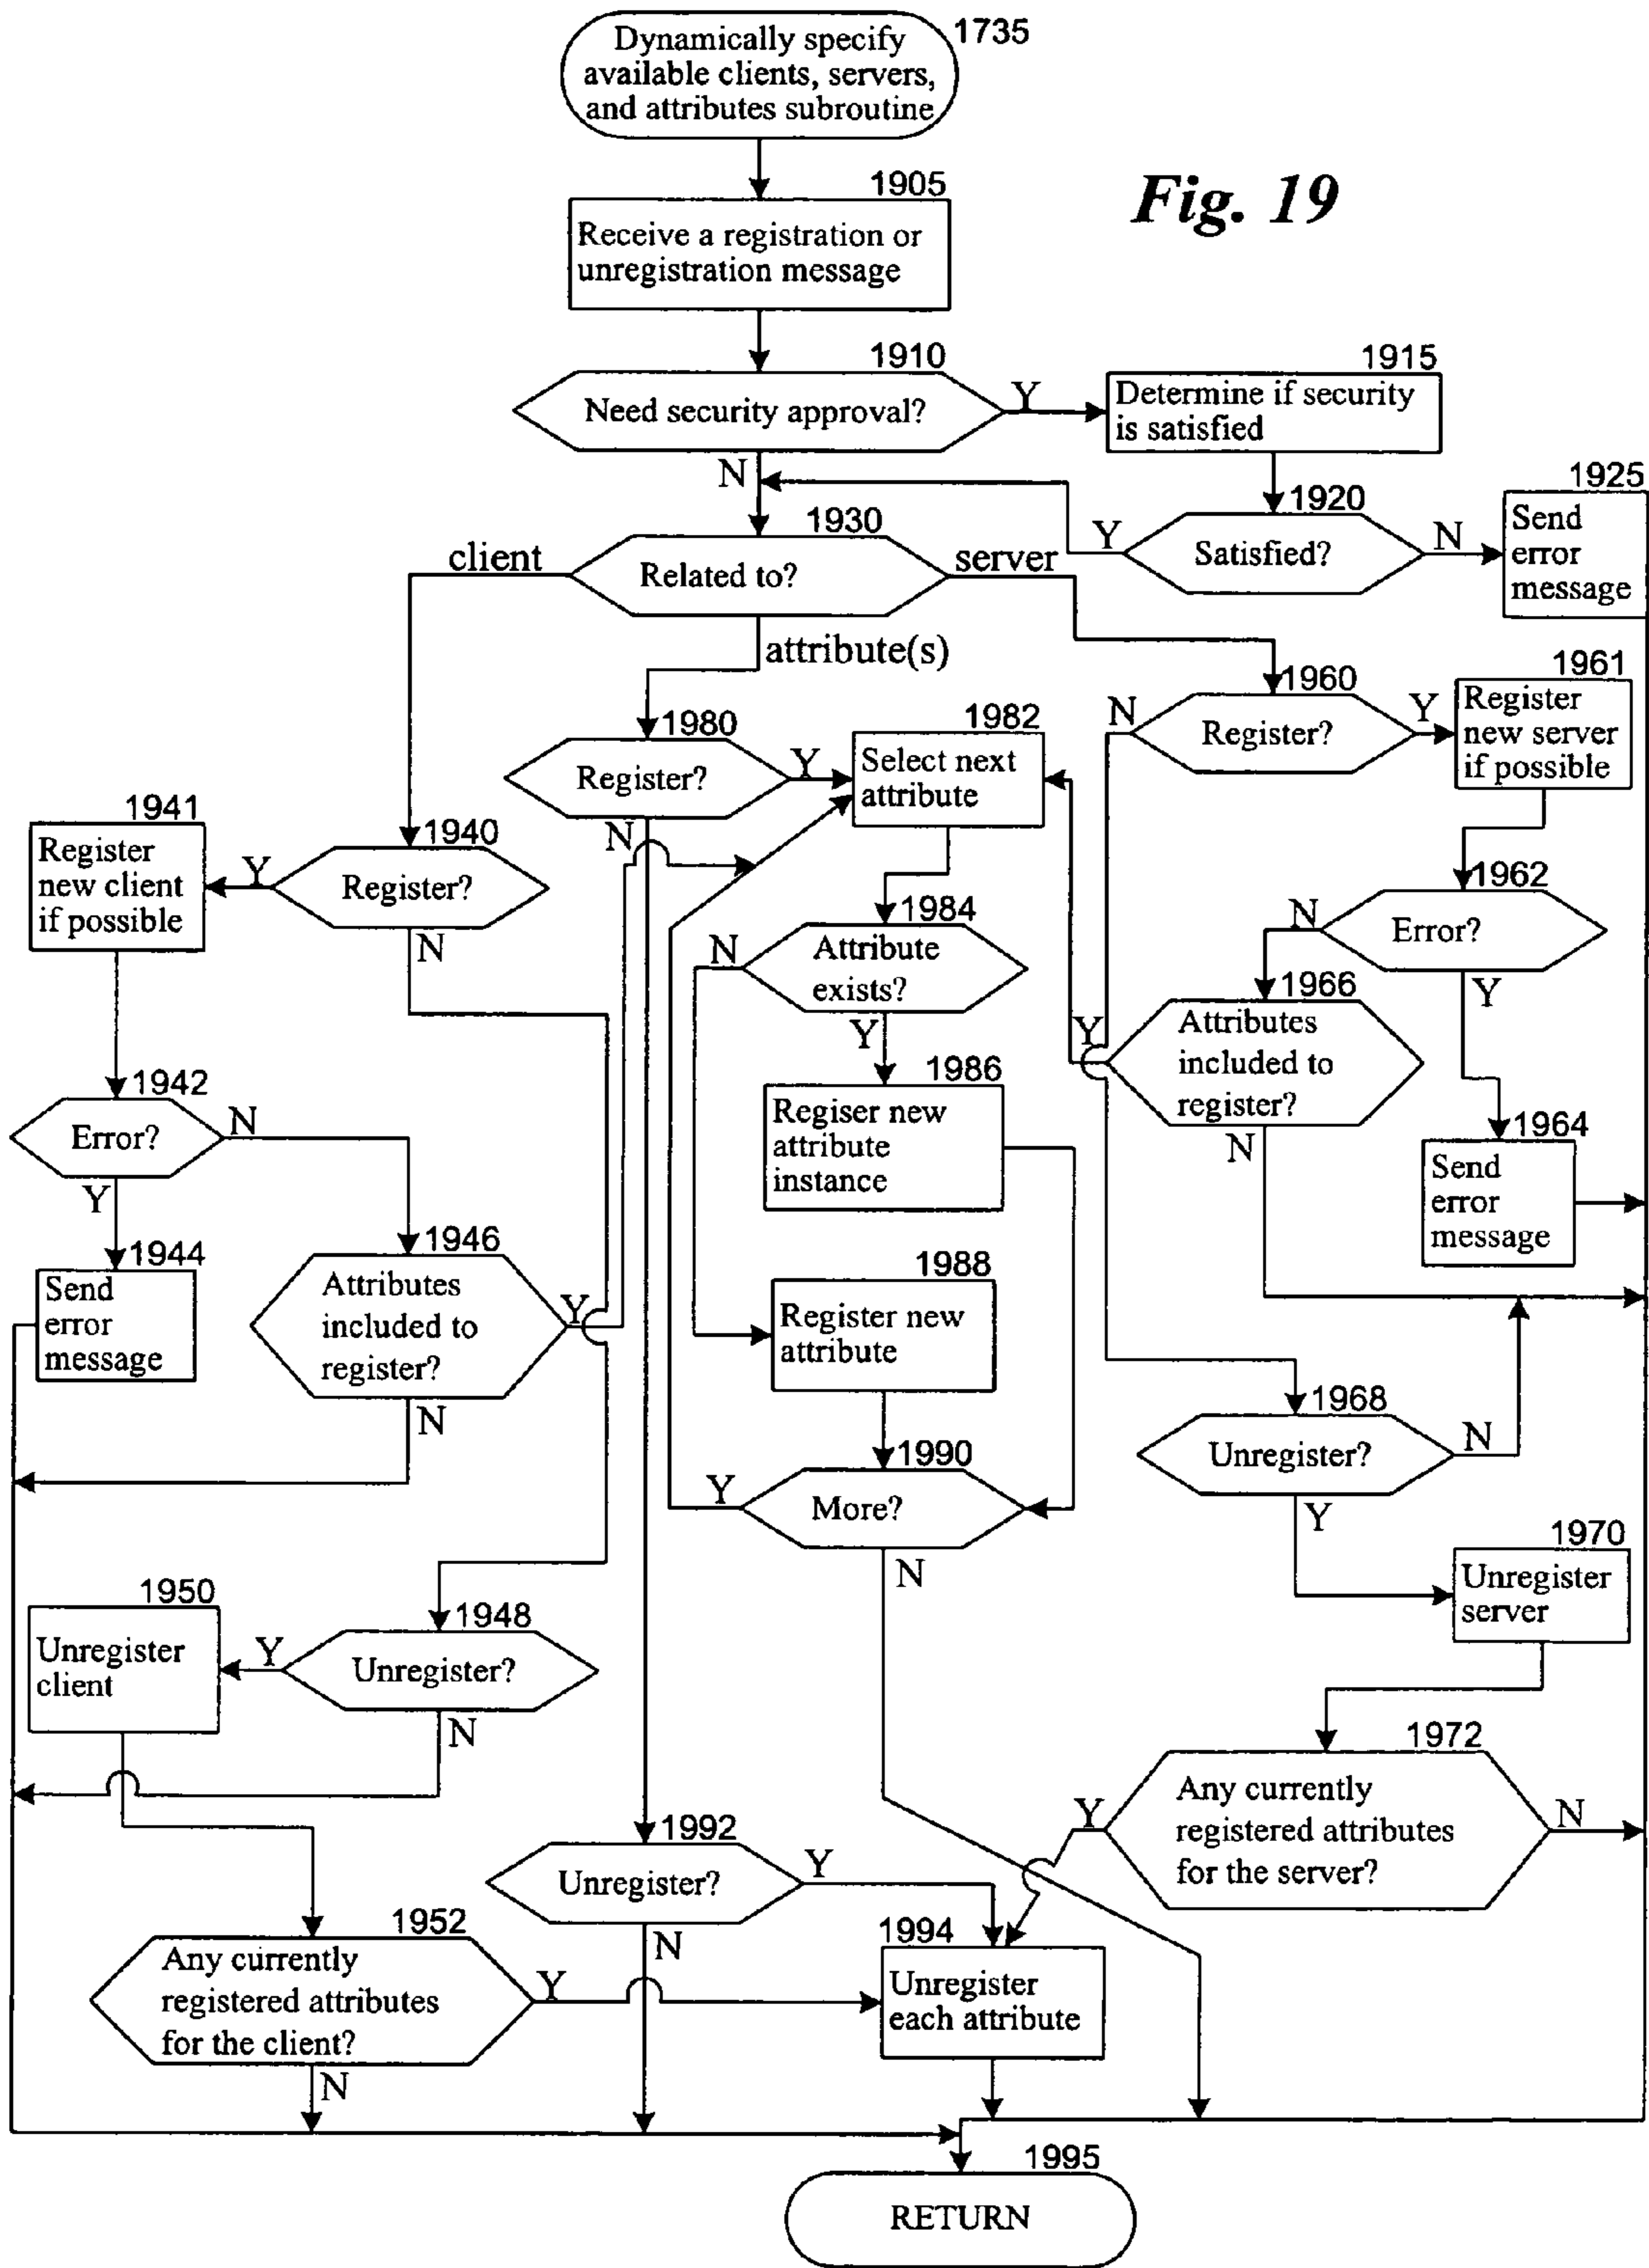 1735
Dynamically specify
available clients, servers,
and attributes subroutine
Fig. 19
1905
Receive a registration or
unregistration message
1910
Need security approval?
Y
N
1915
Determine if security
is satisfied
1920
Satisfied?
Y
N
1925
Send
error
message
1930
Related to?
client
server
attribute(s)
1980
Register?
Y
N
1982
Select next
attribute
1960
Register?
N
Y
1961
Register
new server
if possible
1941
Register
new client
if possible
1940
Register?
Y
N
1984
Attribute
exists?
N
Y
1962
Error?
N
Y
1966
Attributes
included to
register?
Y
N
1942
Error?
N
Y
1986
Regiser new
attribute
instance
1964
Send
error
message
1944
Send
error
message
1946
Attributes
included to
register?
Y
N
1988
Register new
attribute
1968
Unregister?
N
Y
1990
More?
Y
N
1970
Unregister
server
1950
Unregister
client
1948
Unregister?
Y
N
1972
Any currently
registered attributes
for the server?
Y
N
1992
Unregister?
Y
N
1952
Any currently
registered attributes
for the client?
Y
N
1994
Unregister
each attribute
1995
RETURN